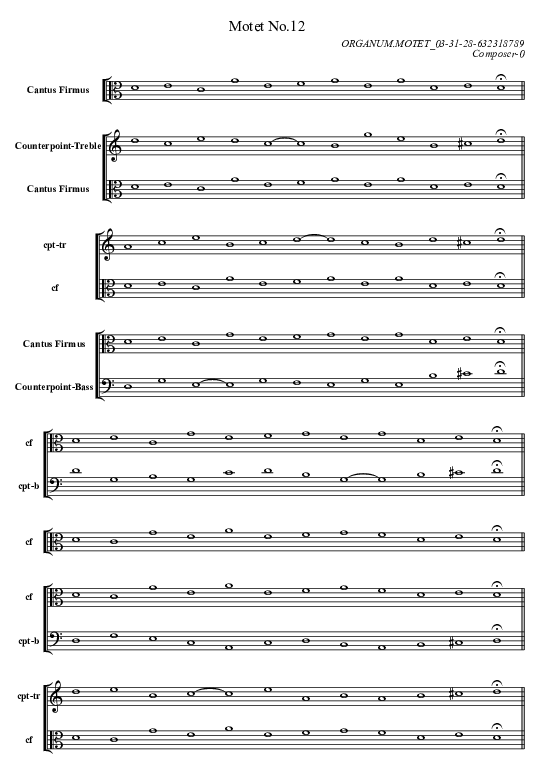 Motet No.12
ORGANUM.MOTET_03-31-28-632318789
Composer-0
Cantus Firmus
Counterpoint-Treble
Cantus Firmus
cpt-tr
cf
Cantus Firmus
Counterpoint-Bass
cf
cpt-b
cf
cf
cpt-b
cpt-tr
cf